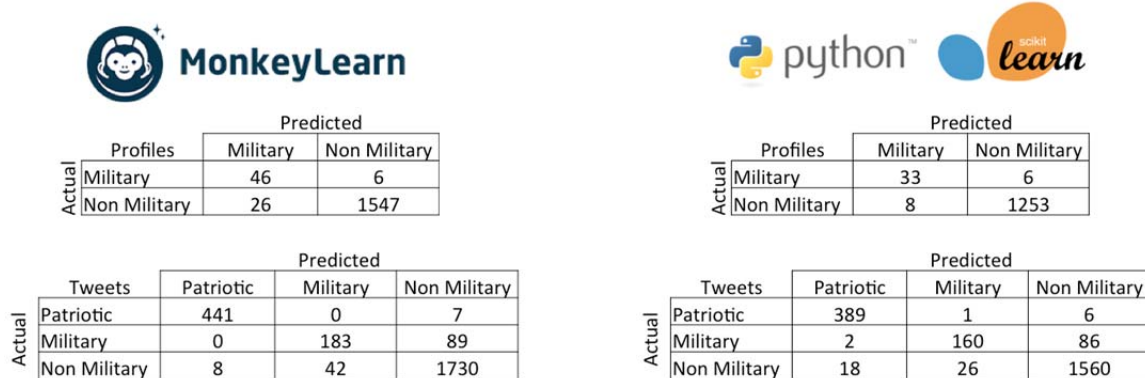 MonkeyLearn
Predicted
Profiles Military Non Military
Actual
Military 46 6
Non Military 26 1547
Predicted
Tweets Patriotic Military Non Military
Actual
Patriotic 441 0 7
Military 0 183 89
Non Military 8 42 1730
python™ scikit learn
Predicted
Profiles Military Non Military
Actual
Military 33 6
Non Military 8 1253
Predicted
Tweets Patriotic Military Non Military
Actual
Patriotic 389 1 6
Military 2 160 86
Non Military 18 26 1560